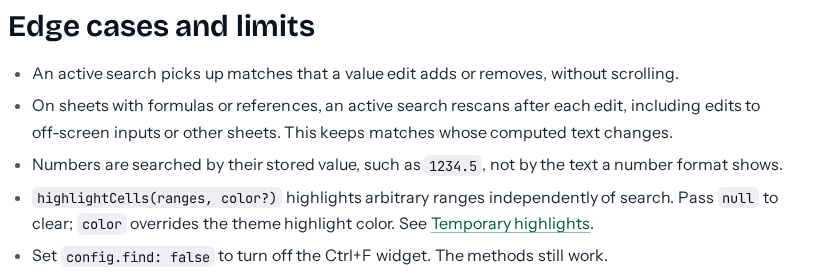 Edge cases and limits
• An active search picks up matches that a value edit adds or removes, without scrolling.
• On sheets with formulas or references, an active search rescans after each edit, including edits to
off-screen inputs or other sheets. This keeps matches whose computed text changes.
• Numbers are searched by their stored value, such as 1234.5, not by the text a number format shows.
• highlightCells(ranges, color?) highlights arbitrary ranges independently of search. Pass null to
clear; color overrides the theme highlight color. See Temporary highlights.
• Set config.find: false to turn off the Ctrl+F widget. The methods still work.